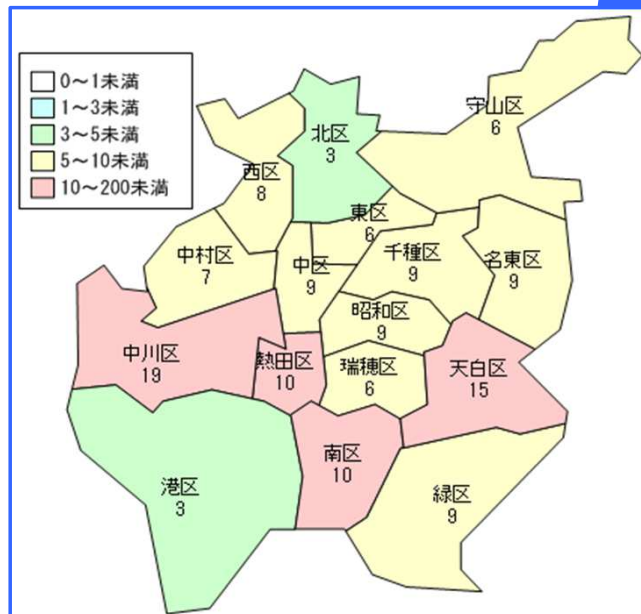 0～1未満
1～3未満
3～5未満
5～10未満
10～200未満
守山区
6
北区
3
西区
8
東区
6
中村区
7
中区
9
千種区
9
名東区
9
昭和区
9
中川区
19
熱田区
10
瑞穂区
6
天白区
15
南区
10
港区
3
緑区
9